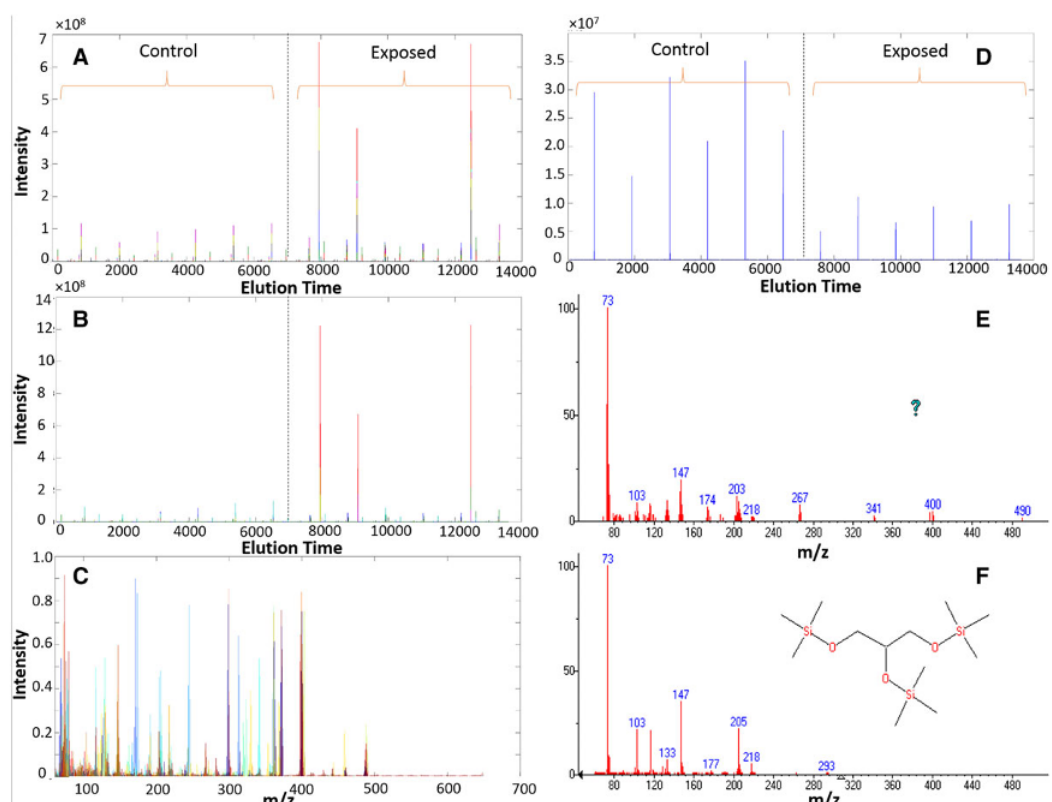 ×10⁸
A
Control
Exposed
7
6
5
4
3
2
1
0
Intensity
0 2000 4000 6000 8000 10000 12000 14000
Elution Time
×10⁸
B
14
12
10
8
6
4
2
0
Intensity
0 2000 4000 6000 8000 10000 12000 14000
Elution Time
C
1.0
0.8
0.6
0.4
0.2
0
Intensity
100 200 300 400 500 600 700
m/z
×10⁷
D
Control
Exposed
3.5
3.0
2.5
2.0
1.5
1.0
0.5
0
0 2000 4000 6000 8000 10000 12000 14000
Elution Time
E
100
50
0
73
103
147
174
203
218
267
341
400
490
?
80 120 160 200 240 280 320 360 400 440 480
m/z
F
100
50
0
73
103
133
147
177
205
218
293
Si
O
O
Si
O
Si
80 120 160 200 240 280 320 360 400 440 480
m/z